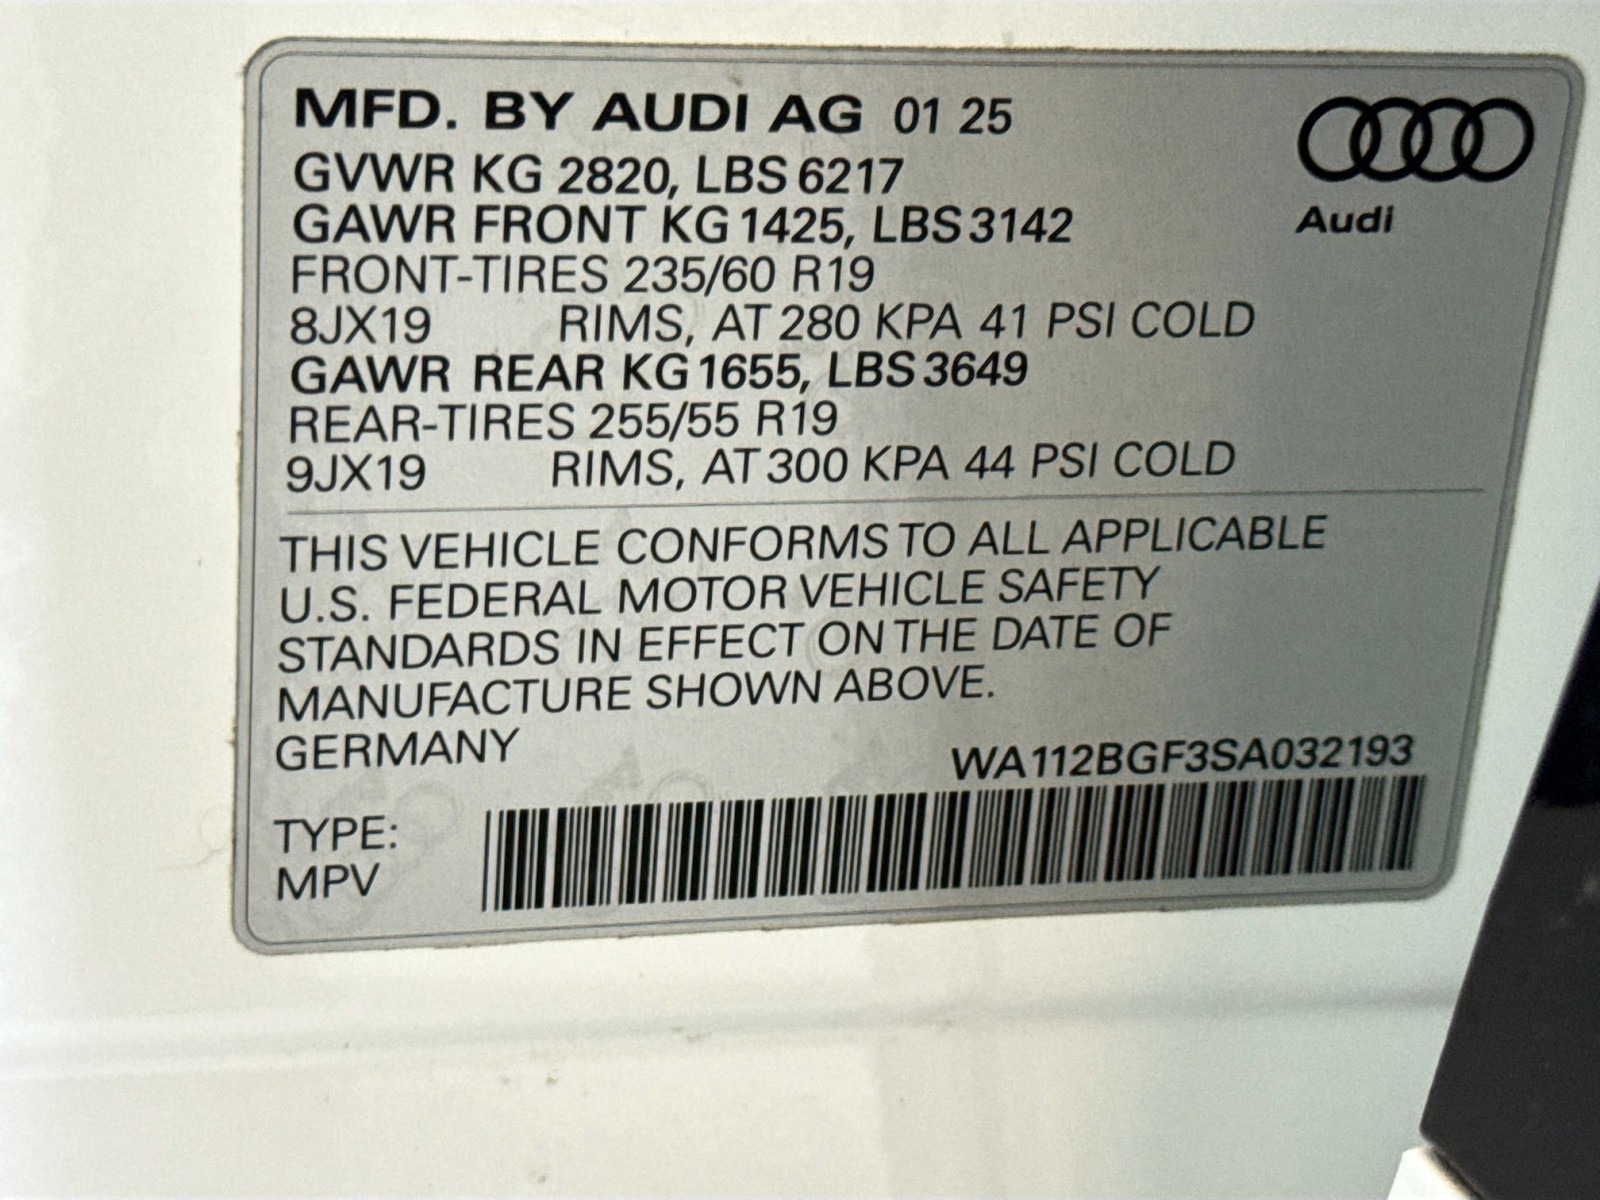 MFD. BY AUDI AG 01 25
GVWR KG 2820, LBS 6217
GAWR FRONT KG 1425, LBS 3142
FRONT-TIRES 235/60 R19
8JX19 RIMS, AT 280 KPA 41 PSI COLD
GAWR REAR KG 1655, LBS 3649
REAR-TIRES 255/55 R19
9JX19 RIMS, AT 300 KPA 44 PSI COLD
Audi
THIS VEHICLE CONFORMS TO ALL APPLICABLE
U.S. FEDERAL MOTOR VEHICLE SAFETY
STANDARDS IN EFFECT ON THE DATE OF
MANUFACTURE SHOWN ABOVE.
GERMANY
WA112BGF3SA032193
TYPE:
MPV